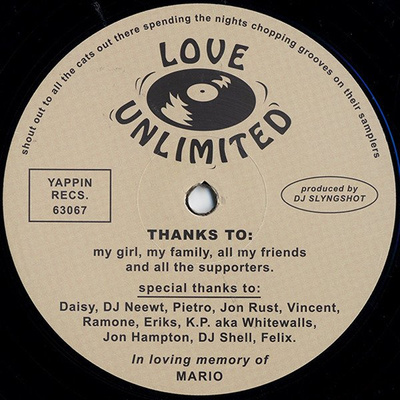 shout out to all the cats out there spending the nights chopping grooves on their samplers
LOVE
UNLIMITED
YAPPIN
RECS.
63067
produced by
DJ SLYNGSHOT
THANKS TO:
my girl, my family, all my friends
and all the supporters.
special thanks to:
Daisy, DJ Neewt, Pietro, Jon Rust, Vincent,
Ramone, Eriks, K.P. aka Whitewalls,
Jon Hampton, DJ Shell, Felix.
In loving memory of
MARIO